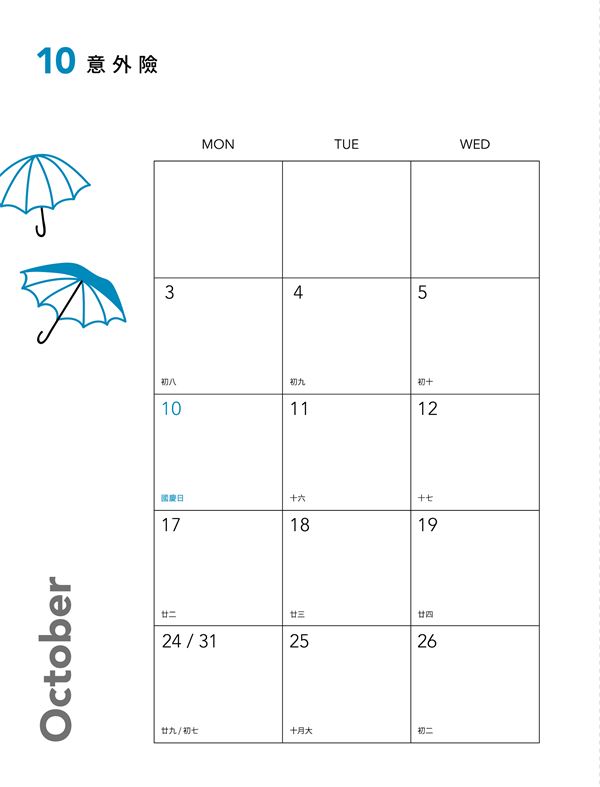 10 意外險
MON TUE WED
3 4 5
初八 初九 初十
10 11 12
國慶日 十六 十七
17 18 19
廿二 廿三 廿四
24 / 31 25 26
廿九 / 初七 十月大 初二
October